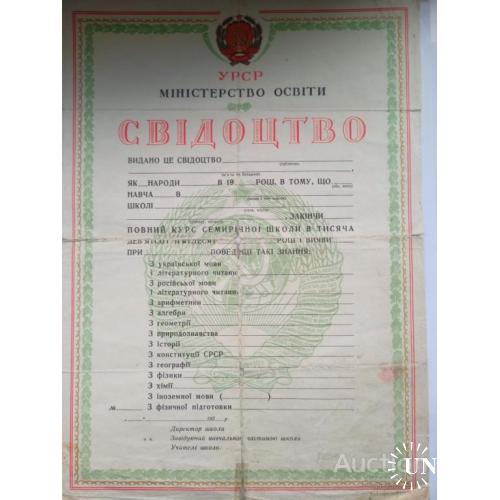 УРСР
МІНІСТЕРСТВО ОСВІТИ
СВІДОЦТВО
ВИДАНО ЦЕ СВІДОЦТВО
ЯК НАРОДИ В 19 РОЦІ, В ТОМУ, ЩО
НАВЧА В
ШКОЛІ
, ЗАКІНЧИ
ПОВНИЙ КУРС СЕМИРІЧНОЇ ШКОЛИ В ТИСЯЧА
ДЕВ'ЯТСОТ П'ЯТДЕСЯТ РОЦІ І ВИЯВИ
ПРИ ПОВЕДІНЦІ ТАКІ ЗНАННЯ:
З української мови
і літературного читання
З російської мови
і літературного читання
З арифметики
З алгебри
З геометрії
З природознавства
З історії
З конституції СРСР
З географії
З фізики
З хімії
З іноземної мови ( )
З фізичної підготовки
№ " " 195 р.
Директор школи
Завідуючий навчальною частиною школи
Учителі школи:
Auction
UN